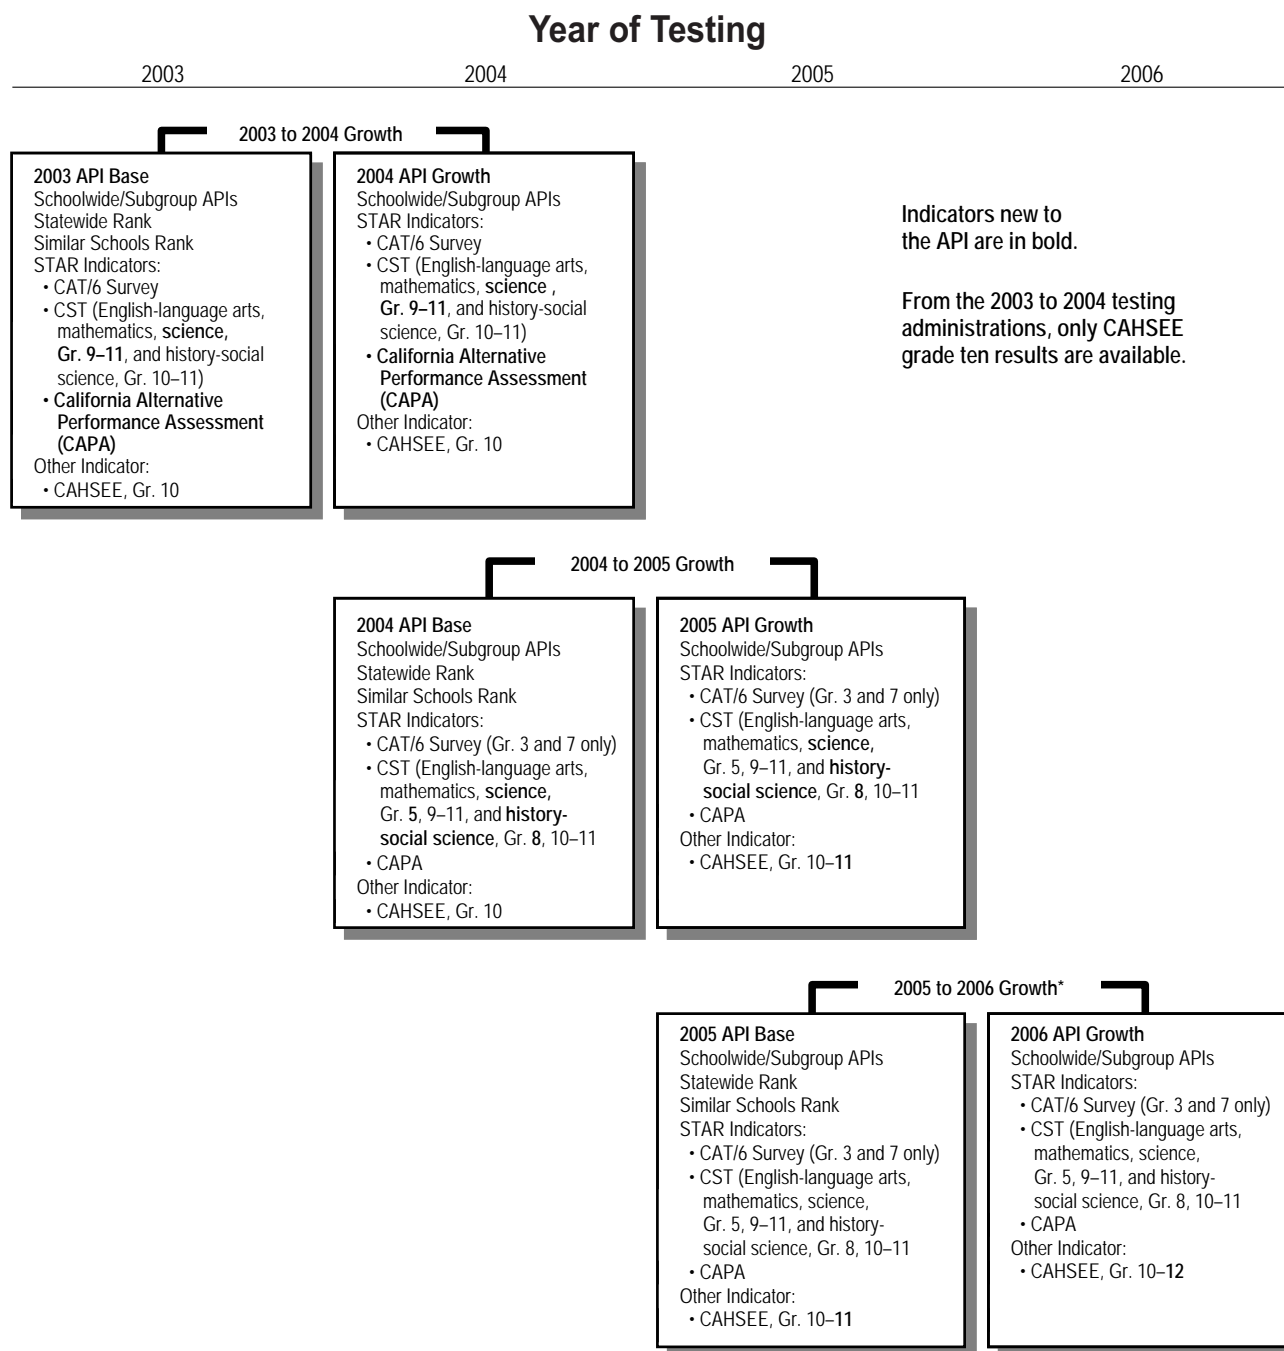 Year of Testing
2003 2004 2005 2006
2003 to 2004 Growth
2003 API Base
Schoolwide/Subgroup APIs
Statewide Rank
Similar Schools Rank
STAR Indicators:
• CAT/6 Survey
• CST (English-language arts,
mathematics, science,
Gr. 9–11, and history-social
science, Gr. 10–11)
• California Alternative
Performance Assessment
(CAPA)
Other Indicator:
• CAHSEE, Gr. 10
2004 API Growth
Schoolwide/Subgroup APIs
STAR Indicators:
• CAT/6 Survey
• CST (English-language arts,
mathematics, science ,
Gr. 9–11, and history-social
science, Gr. 10–11)
• California Alternative
Performance Assessment
(CAPA)
Other Indicator:
• CAHSEE, Gr. 10
Indicators new to
the API are in bold.
From the 2003 to 2004 testing
administrations, only CAHSEE
grade ten results are available.
2004 to 2005 Growth
2004 API Base
Schoolwide/Subgroup APIs
Statewide Rank
Similar Schools Rank
STAR Indicators:
• CAT/6 Survey (Gr. 3 and 7 only)
• CST (English-language arts,
mathematics, science,
Gr. 5, 9–11, and history-
social science, Gr. 8, 10–11
• CAPA
Other Indicator:
• CAHSEE, Gr. 10
2005 API Growth
Schoolwide/Subgroup APIs
STAR Indicators:
• CAT/6 Survey (Gr. 3 and 7 only)
• CST (English-language arts,
mathematics, science,
Gr. 5, 9–11, and history-
social science, Gr. 8, 10–11
• CAPA
Other Indicator:
• CAHSEE, Gr. 10–11
2005 to 2006 Growth*
2005 API Base
Schoolwide/Subgroup APIs
Statewide Rank
Similar Schools Rank
STAR Indicators:
• CAT/6 Survey (Gr. 3 and 7 only)
• CST (English-language arts,
mathematics, science,
Gr. 5, 9–11, and history-
social science, Gr. 8, 10–11
• CAPA
Other Indicator:
• CAHSEE, Gr. 10–11
2006 API Growth
Schoolwide/Subgroup APIs
STAR Indicators:
• CAT/6 Survey (Gr. 3 and 7 only)
• CST (English-language arts,
mathematics, science,
Gr. 5, 9–11, and history-
social science, Gr. 8, 10–11
• CAPA
Other Indicator:
• CAHSEE, Gr. 10–12